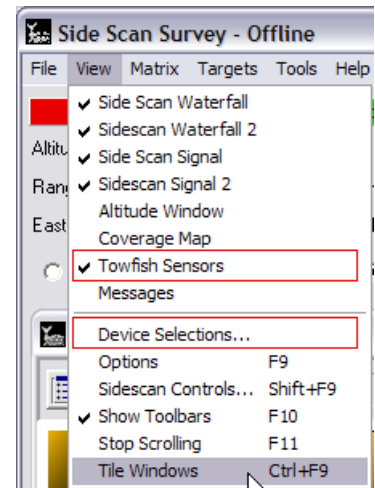 Side Scan Survey - Offline
File View Matrix Targets Tools Help
Side Scan Waterfall
Sidescan Waterfall 2
Side Scan Signal
Sidescan Signal 2
Altitude Window
Coverage Map
Towfish Sensors
Messages
Device Selections...
Options F9
Sidescan Controls... Shift+F9
Show Toolbars F10
Stop Scrolling F11
Tile Windows Ctrl+F9